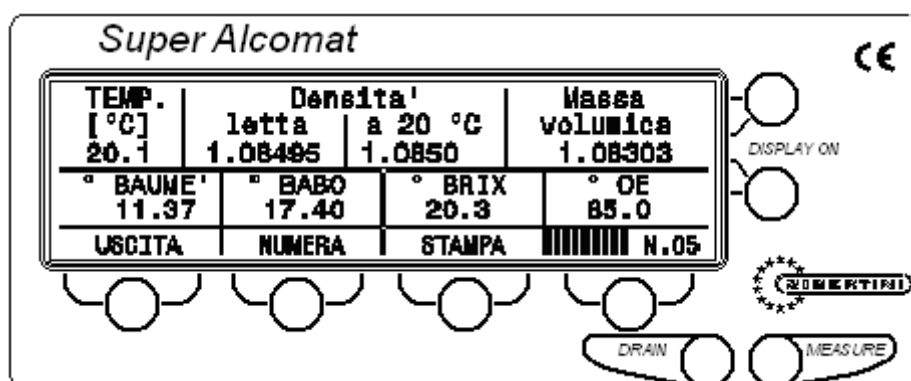 Super Alcomat
CE
TEMP. Densita' Massa
[°C] letta a 20 °C volumica
20.1 1.08495 1.0850 1.08303
DISPLAY ON
° BAUME' ° BABO ° BRIX ° OE
11.37 17.40 20.3 85.0
USCITA NUMERA STAMPA N.05
DRAIN MEASURE